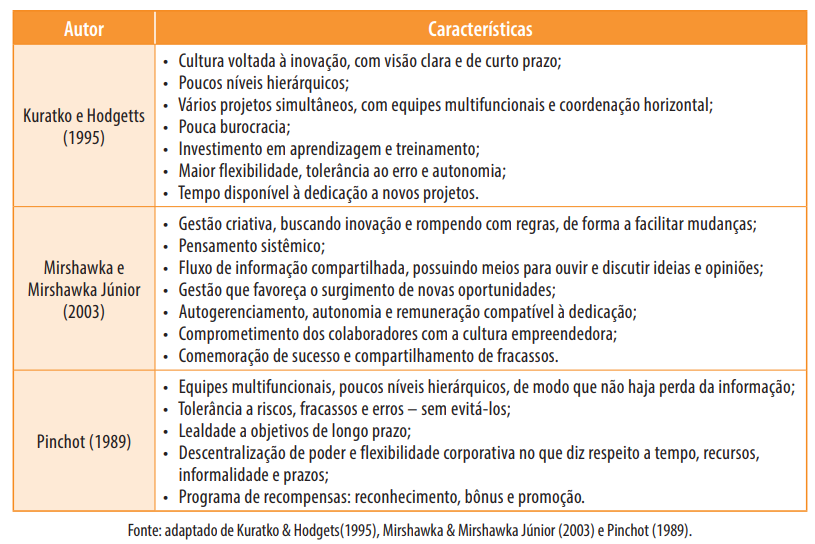 Autor Características
Kuratko e Hodgetts
(1995)
• Cultura voltada à inovação, com visão clara e de curto prazo;
• Poucos níveis hierárquicos;
• Vários projetos simultâneos, com equipes multifuncionais e coordenação horizontal;
• Pouca burocracia;
• Investimento em aprendizagem e treinamento;
• Maior flexibilidade, tolerância ao erro e autonomia;
• Tempo disponível à dedicação a novos projetos.
Mirshawka e
Mirshawka Júnior
(2003)
• Gestão criativa, buscando inovação e rompendo com regras, de forma a facilitar mudanças;
• Pensamento sistêmico;
• Fluxo de informação compartilhada, possuindo meios para ouvir e discutir ideias e opiniões;
• Gestão que favoreça o surgimento de novas oportunidades;
• Autogerenciamento, autonomia e remuneração compatível à dedicação;
• Comprometimento dos colaboradores com a cultura empreendedora;
• Comemoração de sucesso e compartilhamento de fracassos.
Pinchot (1989)
• Equipes multifuncionais, poucos níveis hierárquicos, de modo que não haja perda da informação;
• Tolerância a riscos, fracassos e erros – sem evitá-los;
• Lealdade a objetivos de longo prazo;
• Descentralização de poder e flexibilidade corporativa no que diz respeito a tempo, recursos,
informalidade e prazos;
• Programa de recompensas: reconhecimento, bônus e promoção.
Fonte: adaptado de Kuratko & Hodgets(1995), Mirshawka & Mirshawka Júnior (2003) e Pinchot (1989).